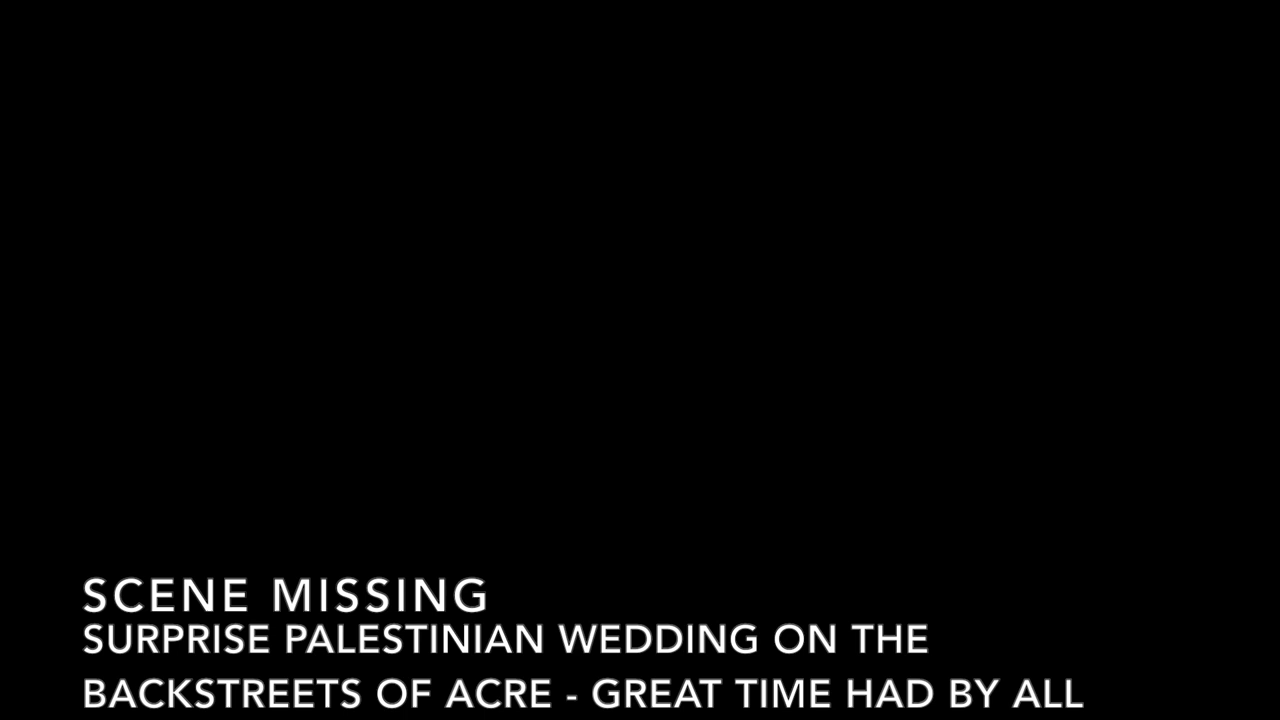 SCENE MISSING
SURPRISE PALESTINIAN WEDDING ON THE
BACKSTREETS OF ACRE - GREAT TIME HAD BY ALL